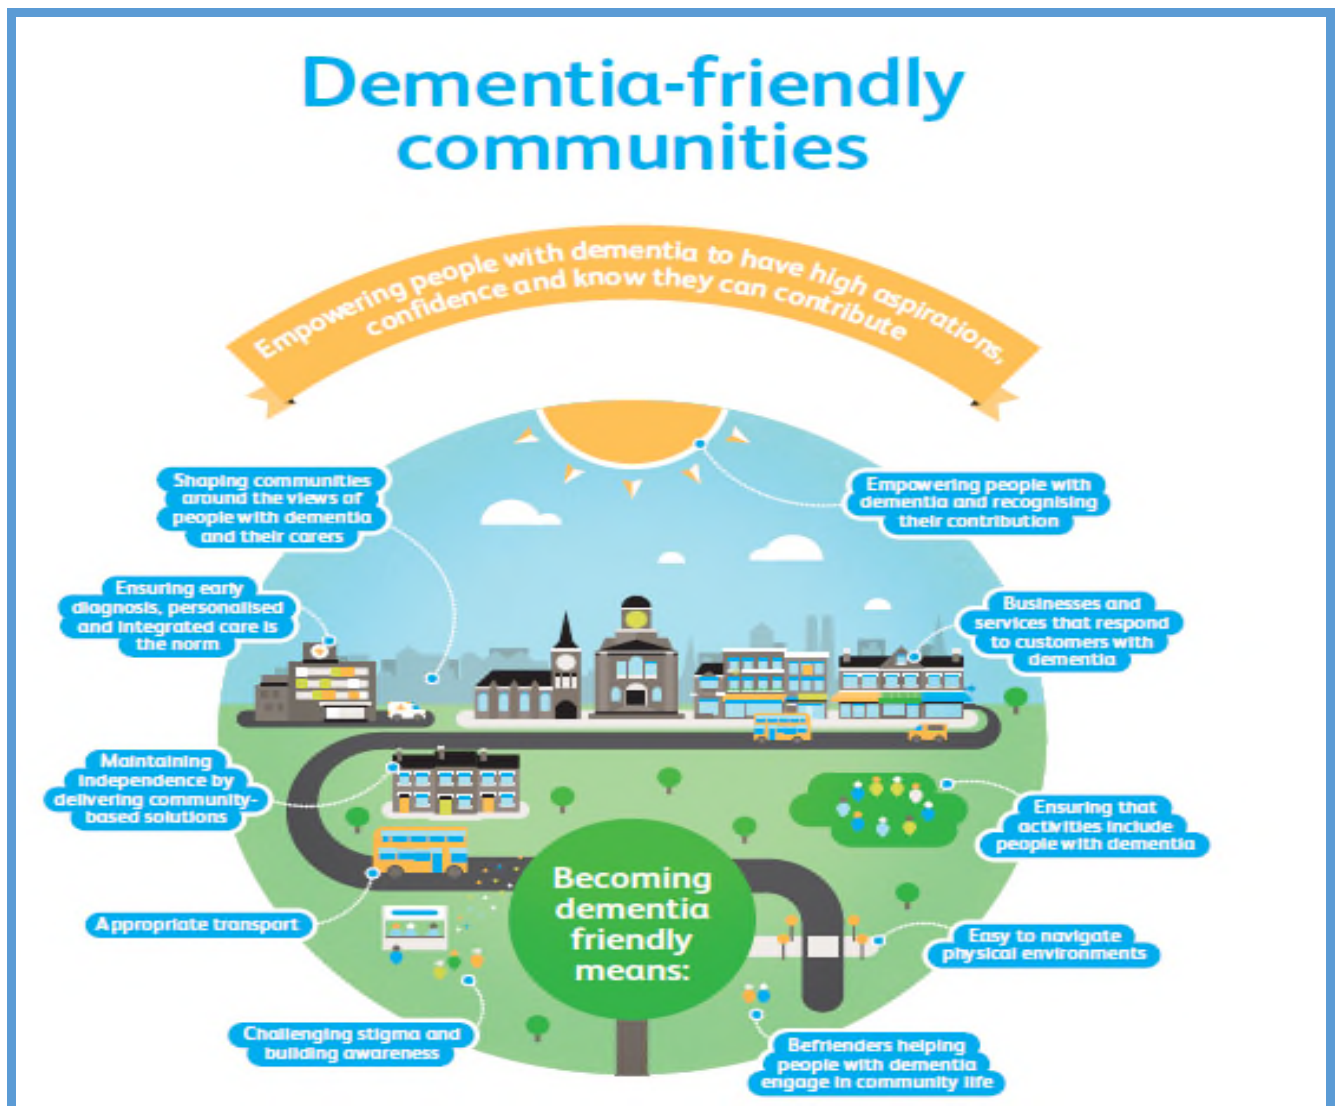 Dementia-friendly
communities
Empowering people with dementia to have high aspirations,
confidence and know they can contribute
Shaping communities
around the views of
people with dementia
and their carers
Empowering people with
dementia and recognising
their contribution
Ensuring early
diagnosis, personalised
and integrated care is
the norm
Businesses and
services that respond
to customers with
dementia
Maintaining
independence by
delivering community-
based solutions
Ensuring that
activities include
people with dementia
Becoming
dementia
friendly
means:
Appropriate transport
Easy to navigate
physical environments
Challenging stigma and
building awareness
Befrienders helping
people with dementia
engage in community life